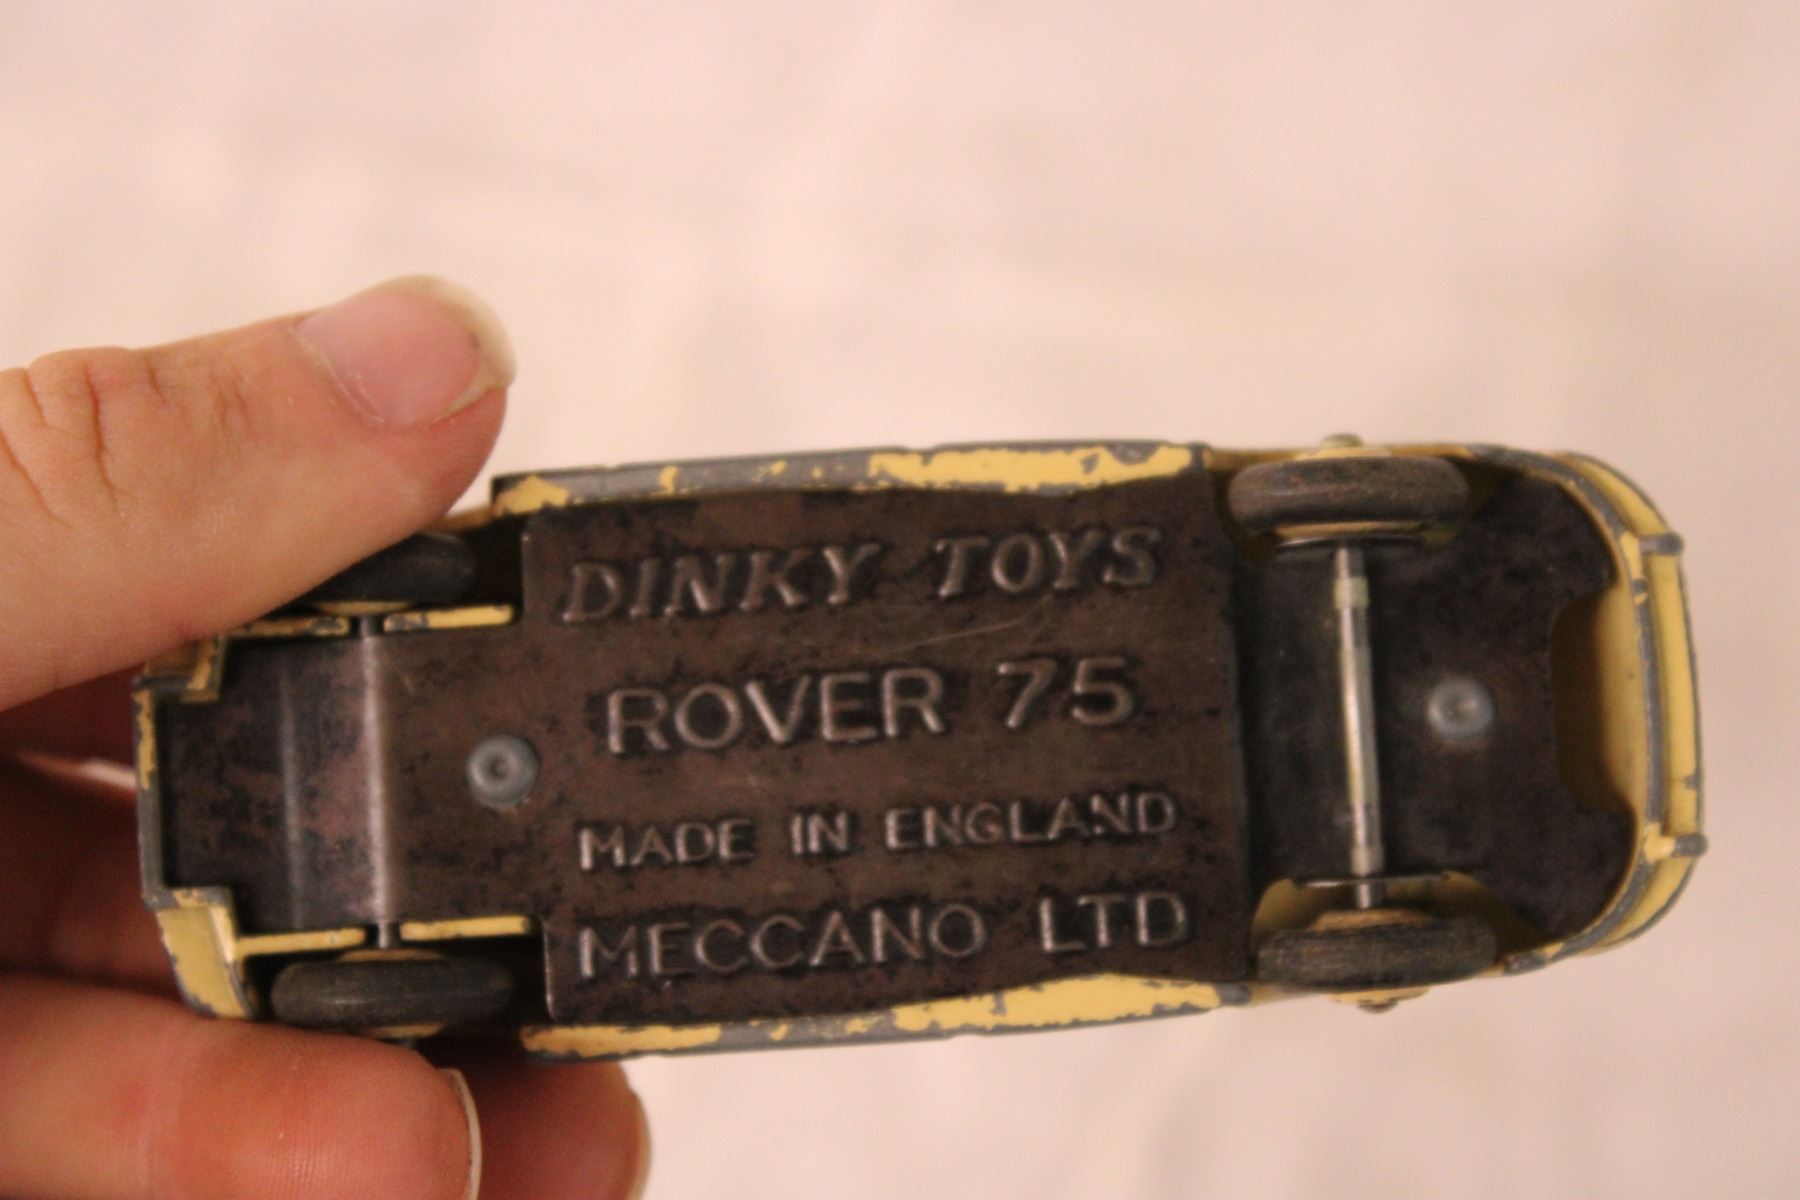 DINKY TOYS
ROVER 75
MADE IN ENGLAND
MECCANO LTD